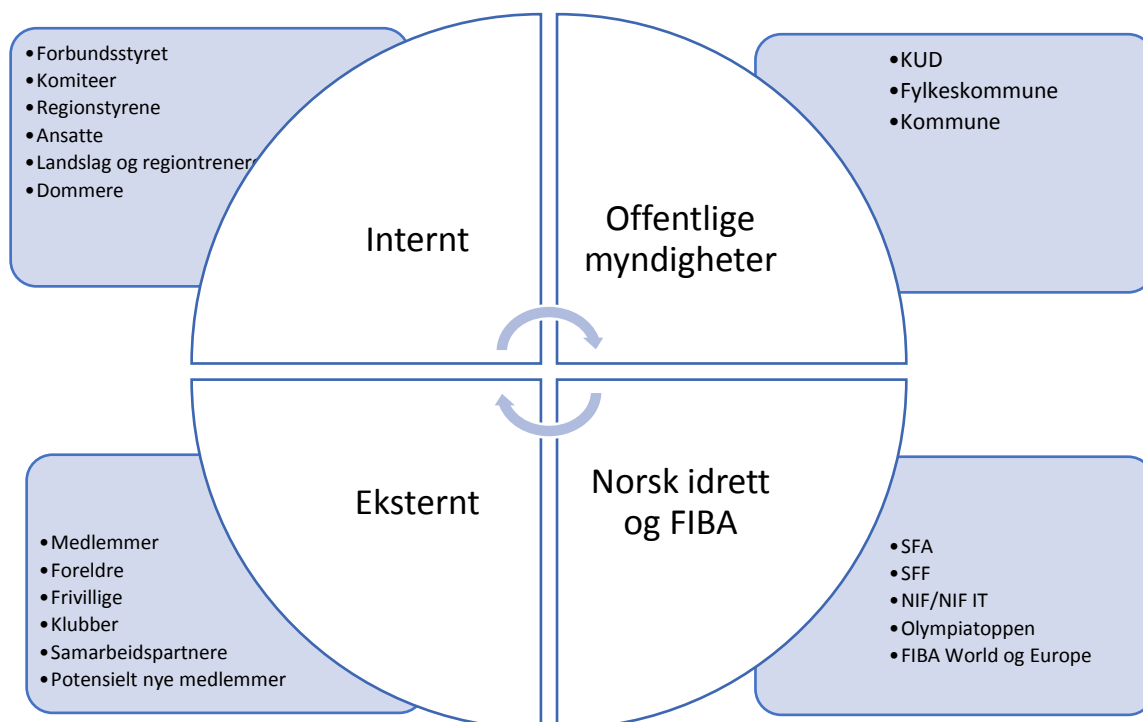 •Forbundsstyret
•Komiteer
•Regionstyrene
•Ansatte
•Landslag og regiontrenere
•Dommere
Internt
•KUD
•Fylkeskommune
•Kommune
Offentlige
myndigheter
Eksternt
•Medlemmer
•Foreldre
•Frivillige
•Klubber
•Samarbeidspartnere
•Potensielt nye medlemmer
Norsk idrett
og FIBA
•SFA
•SFF
•NIF/NIF IT
•Olympiatoppen
•FIBA World og Europe